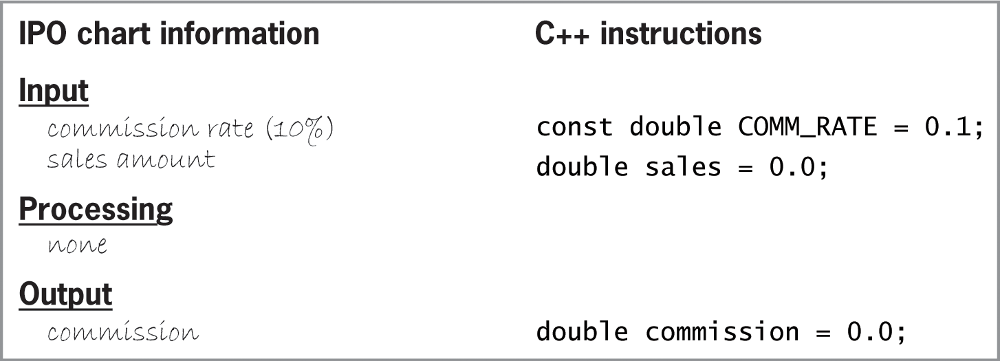 IPO chart information C++ instructions
Input
commission rate (10%) const double COMM_RATE = 0.1;
sales amount double sales = 0.0;
Processing
none
Output
commission double commission = 0.0;